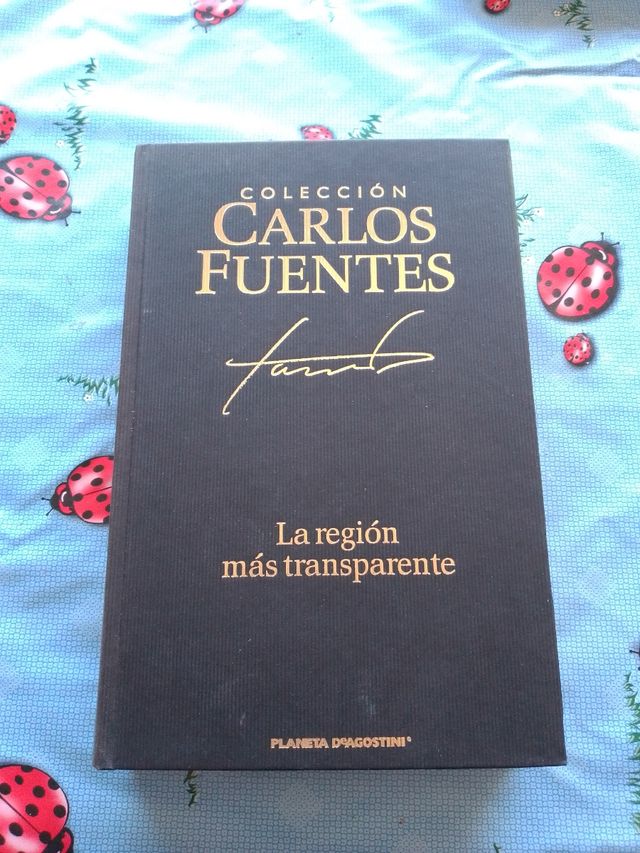 COLECCIÓN
CARLOS
FUENTES
La región
más transparente
PLANETA DeAGOSTINI